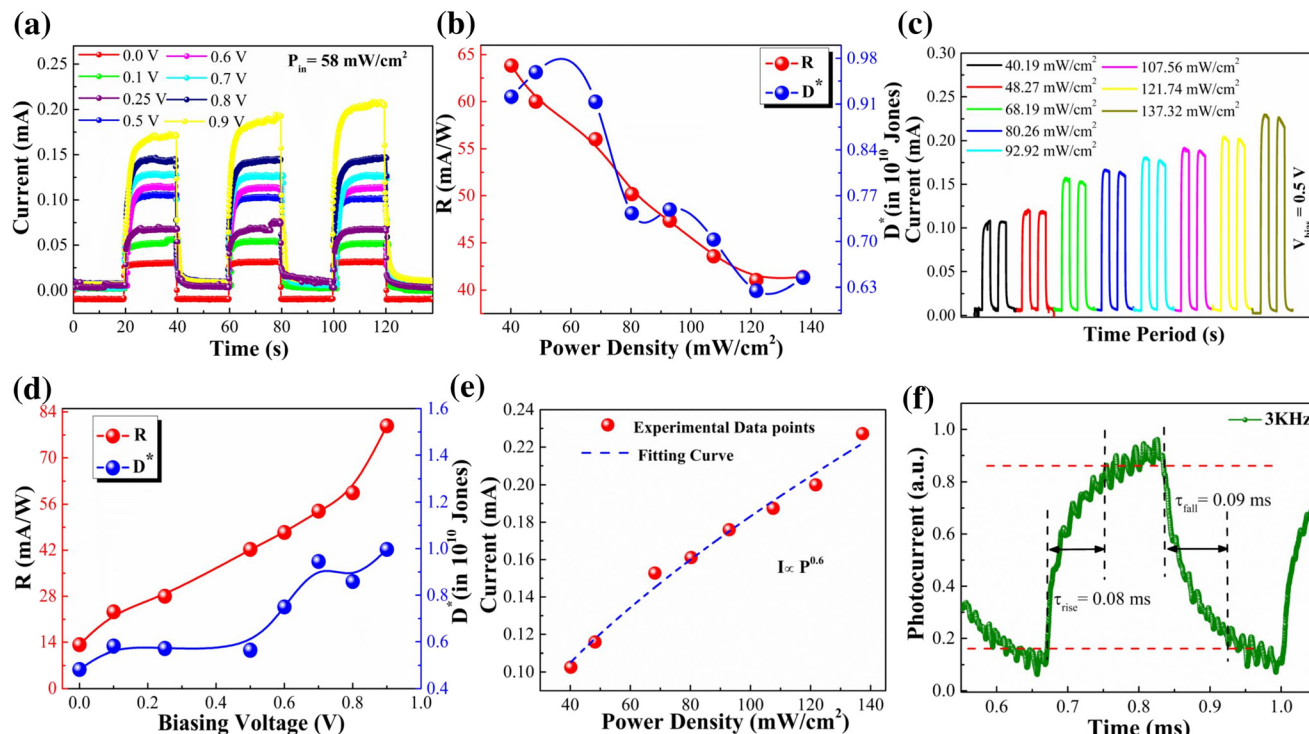 (a)
0.0 V
0.1 V
0.25 V
0.5 V
0.6 V
0.7 V
0.8 V
0.9 V
P_in = 58 mW/cm²
Current (mA)
0.30
0.25
0.20
0.15
0.10
0.05
0.00
0 20 40 60 80 100 120
Time (s)
(b)
R
D*
R (mA/W)
65
60
55
50
45
40
D* (in 10¹⁰ Jones)
0.98
0.91
0.84
0.77
0.70
0.63
40 60 80 100 120 140
Power Density (mW/cm²)
(c)
40.19 mW/cm²
48.27 mW/cm²
68.19 mW/cm²
80.26 mW/cm²
92.92 mW/cm²
107.56 mW/cm²
121.74 mW/cm²
137.32 mW/cm²
Current (mA)
0.30
0.25
0.20
0.15
0.10
0.05
0.00
V_bias = 0.5 V
Time Period (s)
(d)
R
D*
R (mA/W)
84
70
56
42
28
14
0
D* (in 10¹⁰ Jones)
1.6
1.4
1.2
1.0
0.8
0.6
0.4
0.0 0.2 0.4 0.6 0.8 1.0
Biasing Voltage (V)
(e)
Experimental Data points
Fitting Curve
I∝ P^0.6
Current (mA)
0.24
0.22
0.20
0.18
0.16
0.14
0.12
0.10
40 60 80 100 120 140
Power Density (mW/cm²)
(f)
3KHz
τ_fall = 0.09 ms
τ_rise = 0.08 ms
Photocurrent (a.u.)
1.0
0.8
0.6
0.4
0.2
0.0
0.6 0.7 0.8 0.9 1.0
Time (ms)